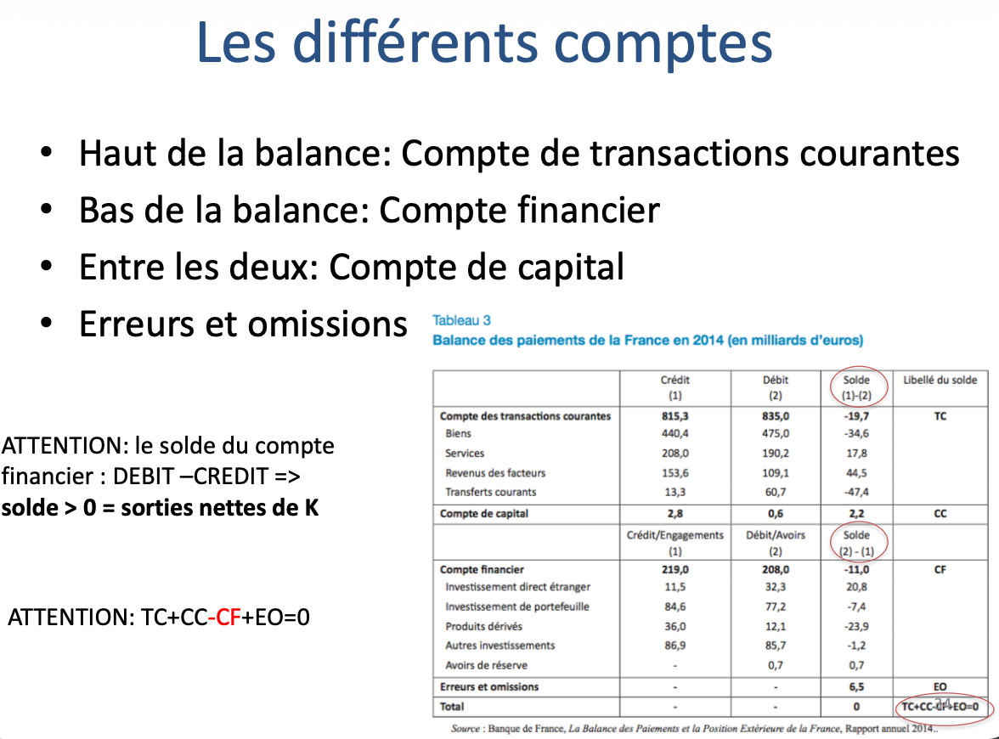 Les différents comptes
• Haut de la balance: Compte de transactions courantes
• Bas de la balance: Compte financier
• Entre les deux: Compte de capital
• Erreurs et omissions
ATTENTION: le solde du compte
financier : DEBIT –CREDIT =>
solde > 0 = sorties nettes de K
ATTENTION: TC+CC-CF+EO=0
Tableau 3
Balance des paiements de la France en 2014 (en milliards d'euros)
Crédit Débit Solde Libellé du solde
(1) (2) (1)-(2)
Compte des transactions courantes 815,3 835,0 -19,7 TC
Biens 440,4 475,0 -34,6
Services 208,0 190,2 17,8
Revenus des facteurs 153,6 109,1 44,5
Transferts courants 13,3 60,7 -47,4
Compte de capital 2,8 0,6 2,2 CC
Crédit/Engagements Débit/Avoirs Solde
(1) (2) (2) - (1)
Compte financier 219,0 208,0 -11,0 CF
Investissement direct étranger 11,5 32,3 20,8
Investissement de portefeuille 84,6 77,2 -7,4
Produits dérivés 36,0 12,1 -23,9
Autres investissements 86,9 85,7 -1,2
Avoirs de réserve - 0,7 0,7
Erreurs et omissions - - 6,5 EO
Total - - 0 TC+CC-CF+EO=0
Source : Banque de France, La Balance des Paiements et la Position Extérieure de la France, Rapport annuel 2014..